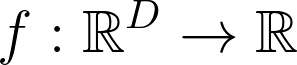 f : ℝ^D → ℝ